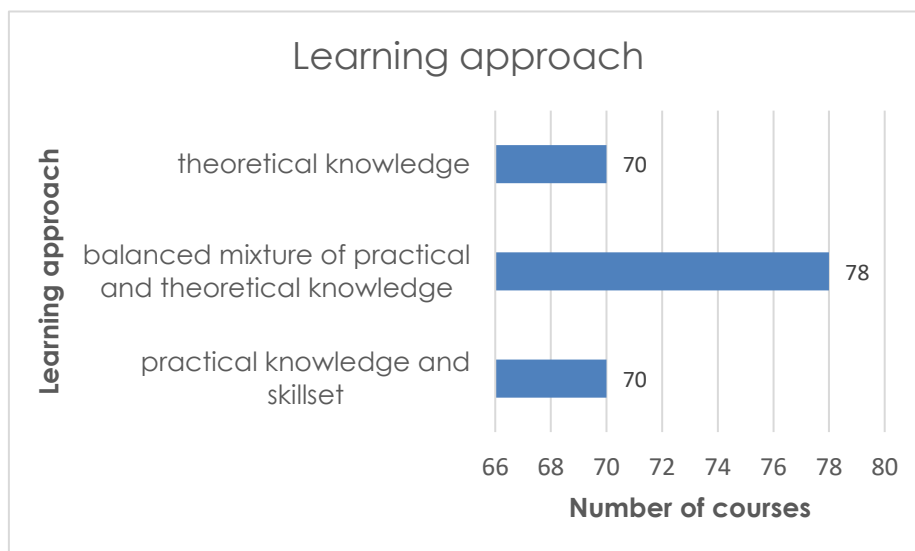 Learning approach
Learning approach
theoretical knowledge
70
balanced mixture of practical
and theoretical knowledge
78
practical knowledge and
skillset
70
66 68 70 72 74 76 78 80
Number of courses